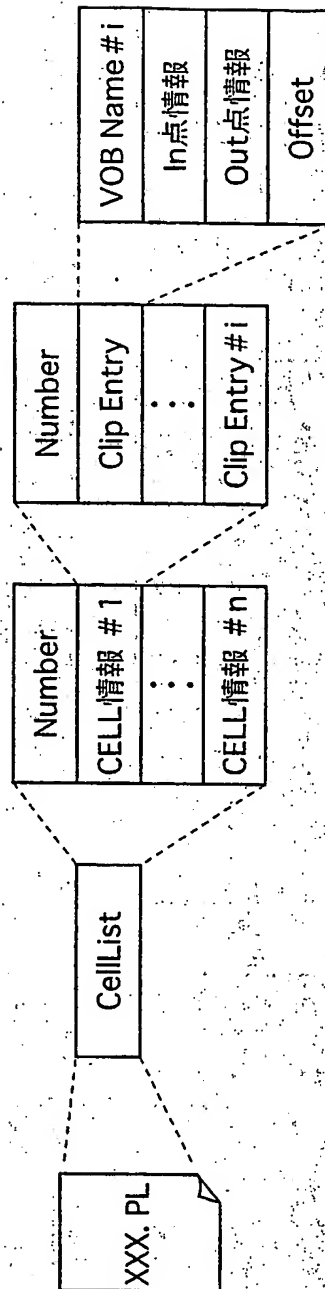 XXX. PL
CellList
Number
CELL情報 #1
⋮
CELL情報 #n
Number
Clip Entry
⋮
Clip Entry #i
VOB Name #i
In点情報
Out点情報
Offset